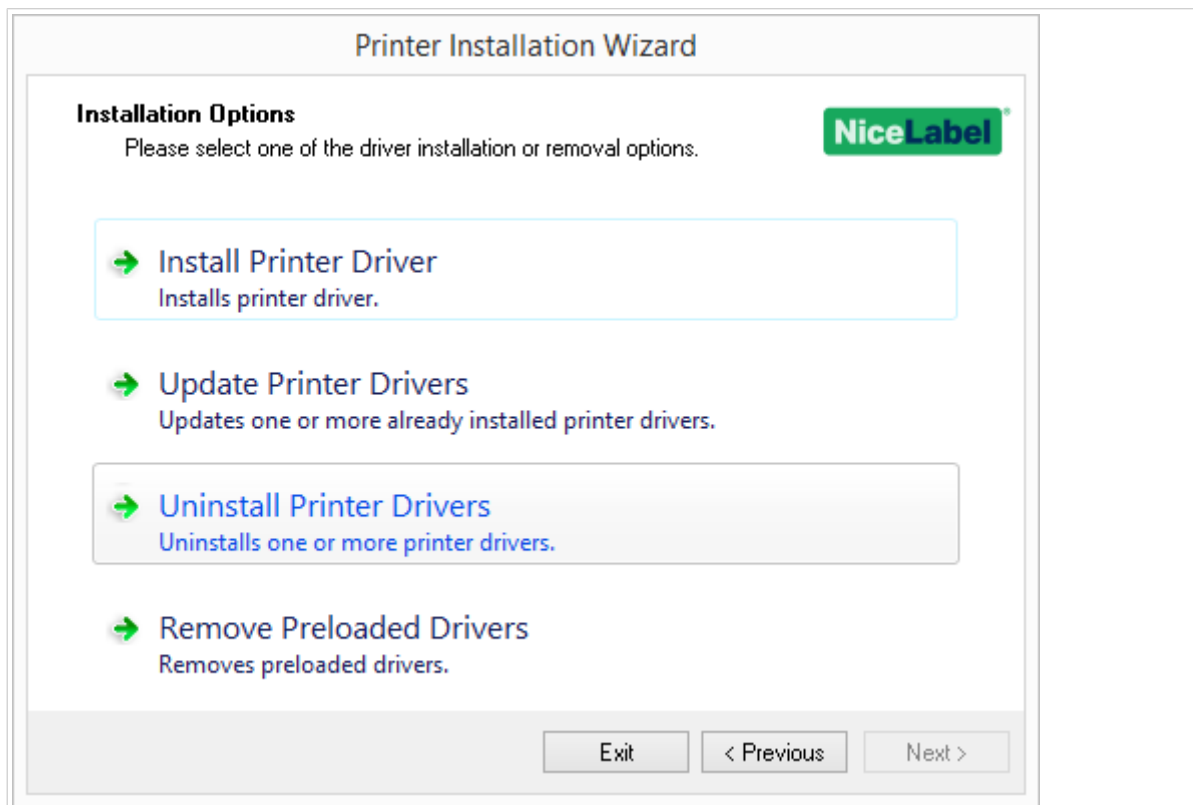 Printer Installation Wizard
Installation Options
Please select one of the driver installation or removal options.
NiceLabel®
Install Printer Driver
Installs printer driver.
Update Printer Drivers
Updates one or more already installed printer drivers.
Uninstall Printer Drivers
Uninstalls one or more printer drivers.
Remove Preloaded Drivers
Removes preloaded drivers.
Exit
< Previous
Next >